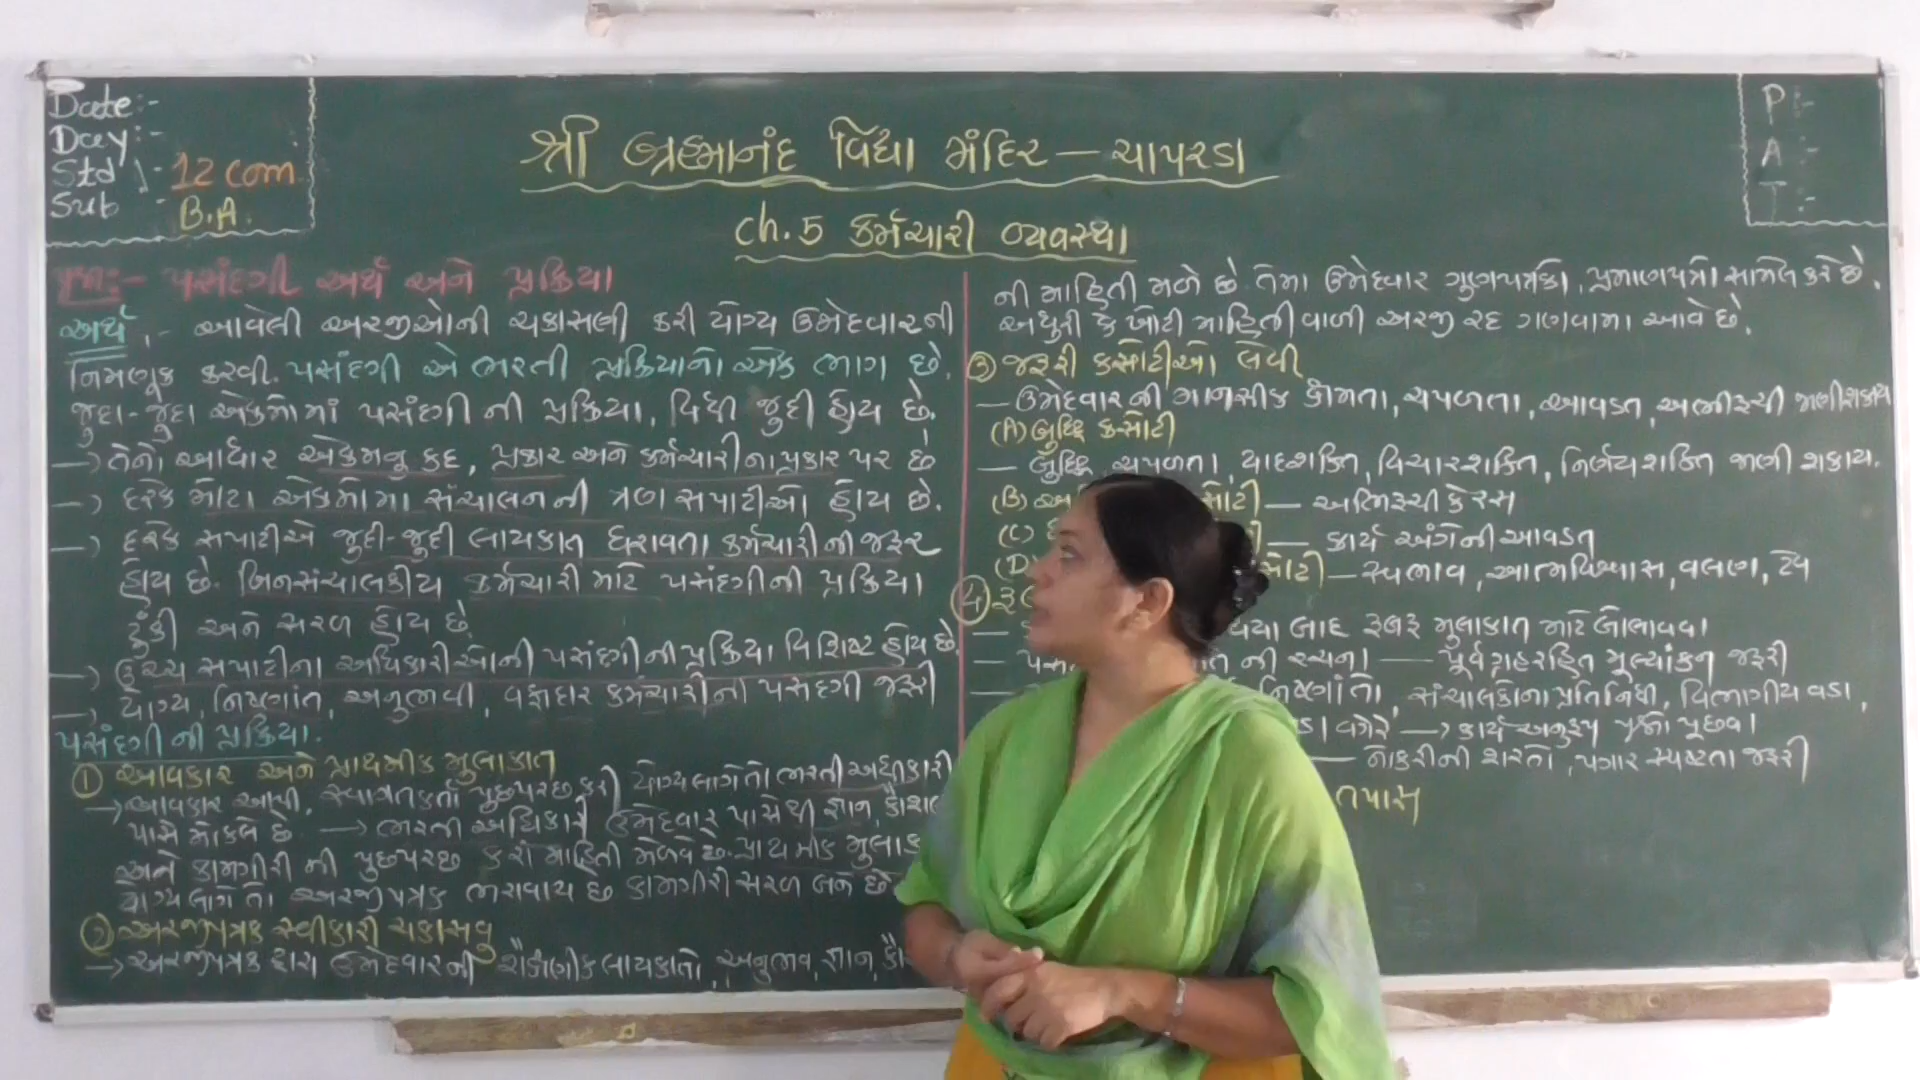 Date:-
Day:-
Std :- 12 com
Sub :- B.A.
P :-
A :-
T :-
શ્રી બ્રહ્માનંદ વિદ્યા મંદિર – ચાપરડા
ch. 5 કર્મચારી વ્યવસ્થા
પ્રશ્ન:- પસંદગી અર્થ અને પ્રક્રિયા
અર્થ :- આવેલી અરજીઓની ચકાસણી કરી યોગ્ય ઉમેદવારની
નિમણૂક કરવી. પસંદગી એ ભરતી પ્રક્રિયાનો એક ભાગ છે.
જુદા-જુદા એકમોમાં પસંદગી ની પ્રક્રિયા, વિધી જુદી હોય છે.
→ તેનો આધાર એકમનુ કદ, પ્રકાર અને કર્મચારીના પ્રકાર પર છે
→ દરેક મોટા એકમોમા સંચાલનની ત્રણ સપાટીઓ હોય છે.
→ દરેક સપાટીએ જુદી-જુદી લાયકાત ધરાવતા કર્મચારીની જરૂર
હોય છે. બિનસંચાલકીય કર્મચારી માટે પસંદગીની પ્રક્રિયા
ટુંકી અને સરળ હોય છે
→ ઉચ્ચ સપાટીના અધિકારીઓની પસંદગીની પ્રક્રિયા વિશિષ્ટ હોય છે.
→ યોગ્ય, નિષ્ણાંત, અનુભવી, વફાદાર કર્મચારીની પસંદગી જરૂરી
પસંદગી ની પ્રક્રિયા.
① આવકાર અને પ્રાથમીક મુલાકાત
→ આવકાર આપી, સ્વાગતકર્તા પુછપરછ કરી યોગ્ય લાગે તો ભરતી અધીકારી
પાસે મોકલે છે → ભરતી અધિકારી ઉમેદવાર પાસેથી જ્ઞાન,
અને કામગીરી ની પુછપરછ કરી માહિતી મેળવે છે. પ્રાથમીક
યોગ્ય લાગે તો અરજીપત્રક ભરાવાય છે કામગીરી સરળ બને છે
② અરજીપત્રક સ્વીકારી ચકાસવુ
→ અરજીપત્રક દ્વારા ઉમેદવારની શૈક્ષણીક લાયકાતો, અનુભવ, જ્ઞાન,
ની માહિતી મળે છે. તેમા ઉમેદવાર ગુણપત્રકો, પ્રમાણપત્રો સામેલ કરે છે.
અધુરી કે ખોટી માહિતી વાળી અરજી રદ ગણવામા આવે છે.
③ જરૂરી કસોટીઓ લેવી
— ઉમેદવારની માનસીક ક્ષમતા, ચપળતા, આવડત, અભીરૂચી જાણી શકાય
(A) બુદ્ધિ કસોટી
— બુદ્ધિ, ચપળતા, યાદશક્તિ, વિચારશક્તિ, નિર્ણયશક્તિ જાણી શકાય.
(B) — અભિરૂચી કે રસ
(C) — કાર્ય અંગેની આવડત
(D) — સ્વભાવ, આત્મવિશ્વાસ, વલણ, ટેવ
④
બાદ રૂબરૂ મુલાકાત માટે બોલાવવા
ની રચના — પૂર્વગ્રહરહિત મુલ્યાંકન જરૂરી
નિષ્ણાંતો, સંચાલકોના પ્રતિનિધી, વિભાગીય વડા,
વગેરે → કાર્ય અનુરૂપ પ્રશ્નો પૂછવા
— નોકરીની શરતો, પગાર સ્પષ્ટતા જરૂરી
તપાસ